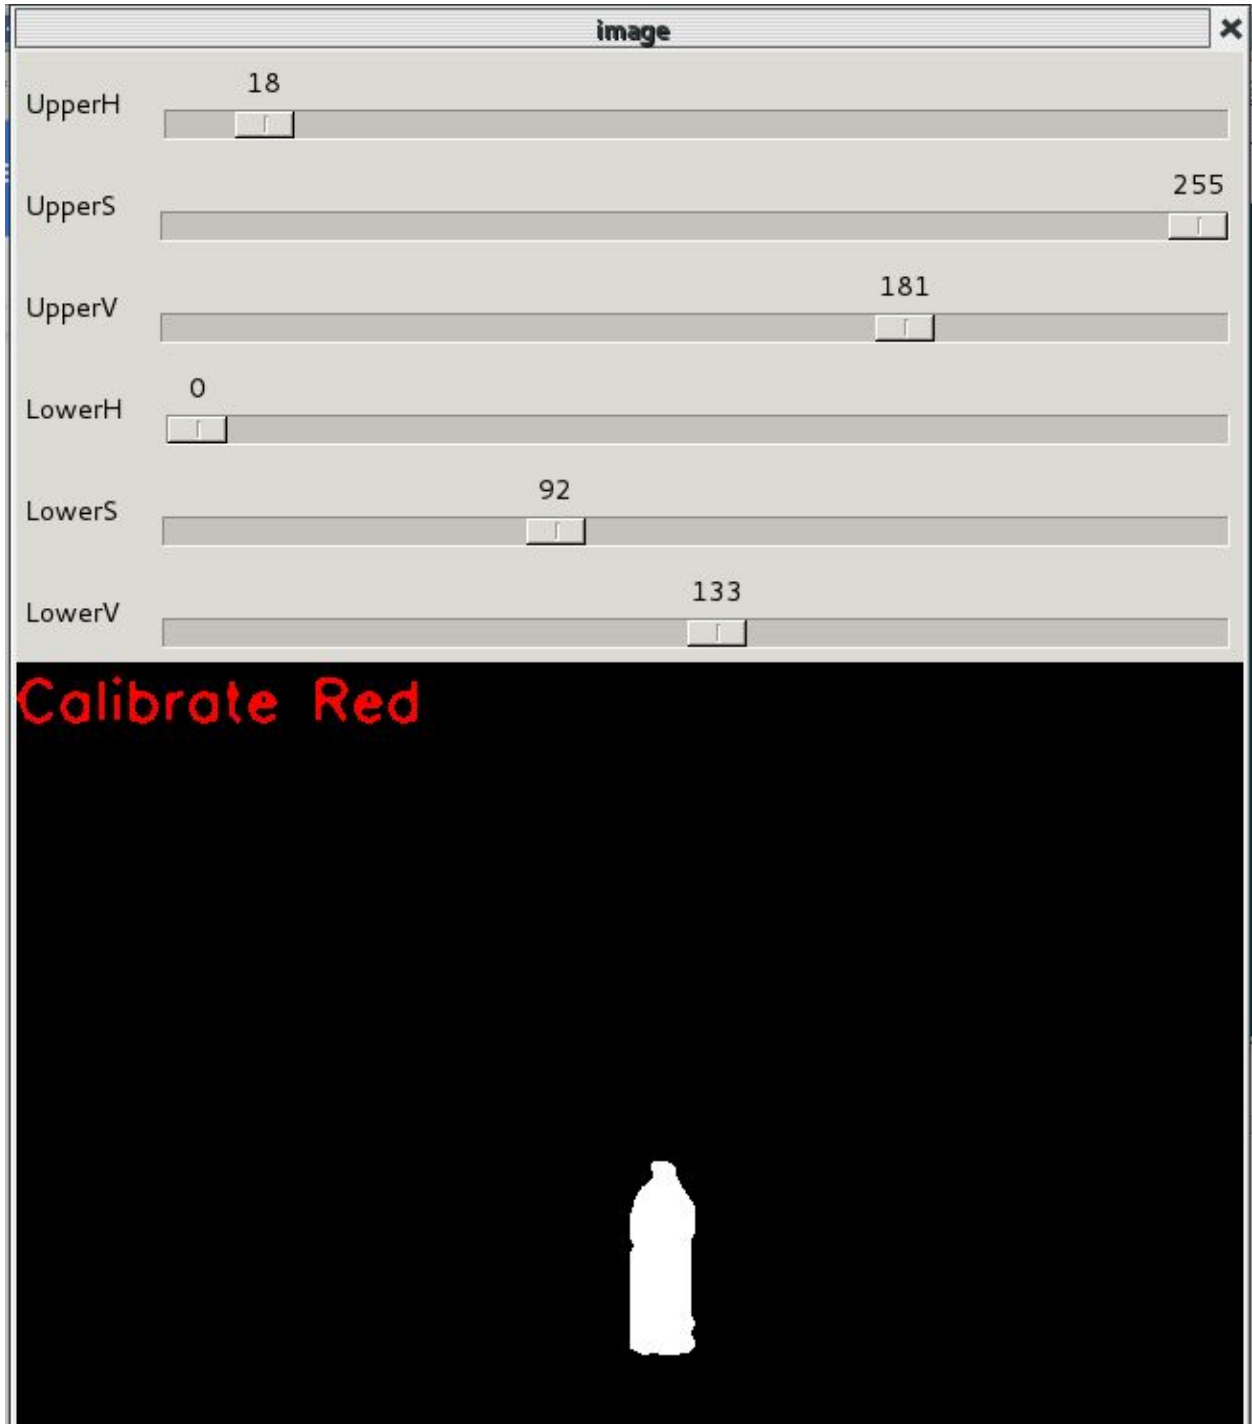 image
18
UpperH
255
UpperS
181
UpperV
0
LowerH
92
LowerS
133
LowerV
Calibrate Red